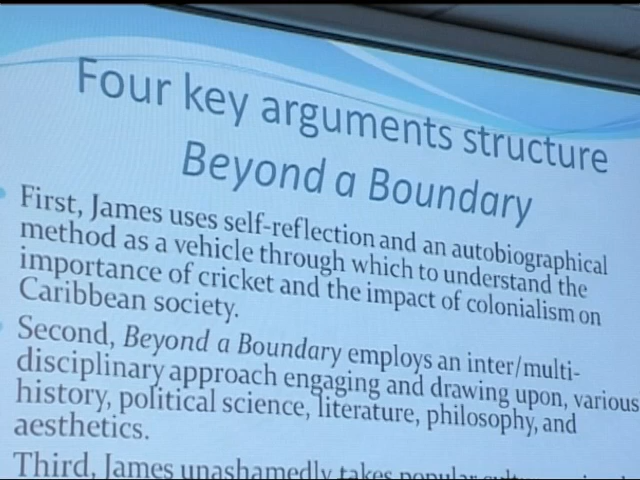 Four key arguments structure
Beyond a Boundary
First, James uses self-reflection and an autobiographical
method as a vehicle through which to understand the
importance of cricket and the impact of colonialism on
Caribbean society.
Second, Beyond a Boundary employs an inter/multi-
disciplinary approach engaging and drawing upon, various
history, political science, literature, philosophy, and
aesthetics.
Third, James unashamedly takes popular